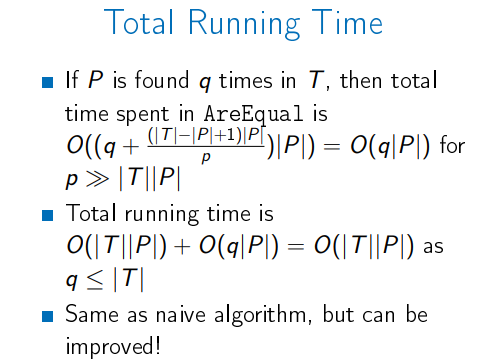 Total Running Time
If P is found q times in T, then total
time spent in AreEqual is
O((q + (|T|−|P|+1)|P| / p)|P|) = O(q|P|) for
p ≫ |T||P|
Total running time is
O(|T||P|) + O(q|P|) = O(|T||P|) as
q ≤ |T|
Same as naive algorithm, but can be
improved!